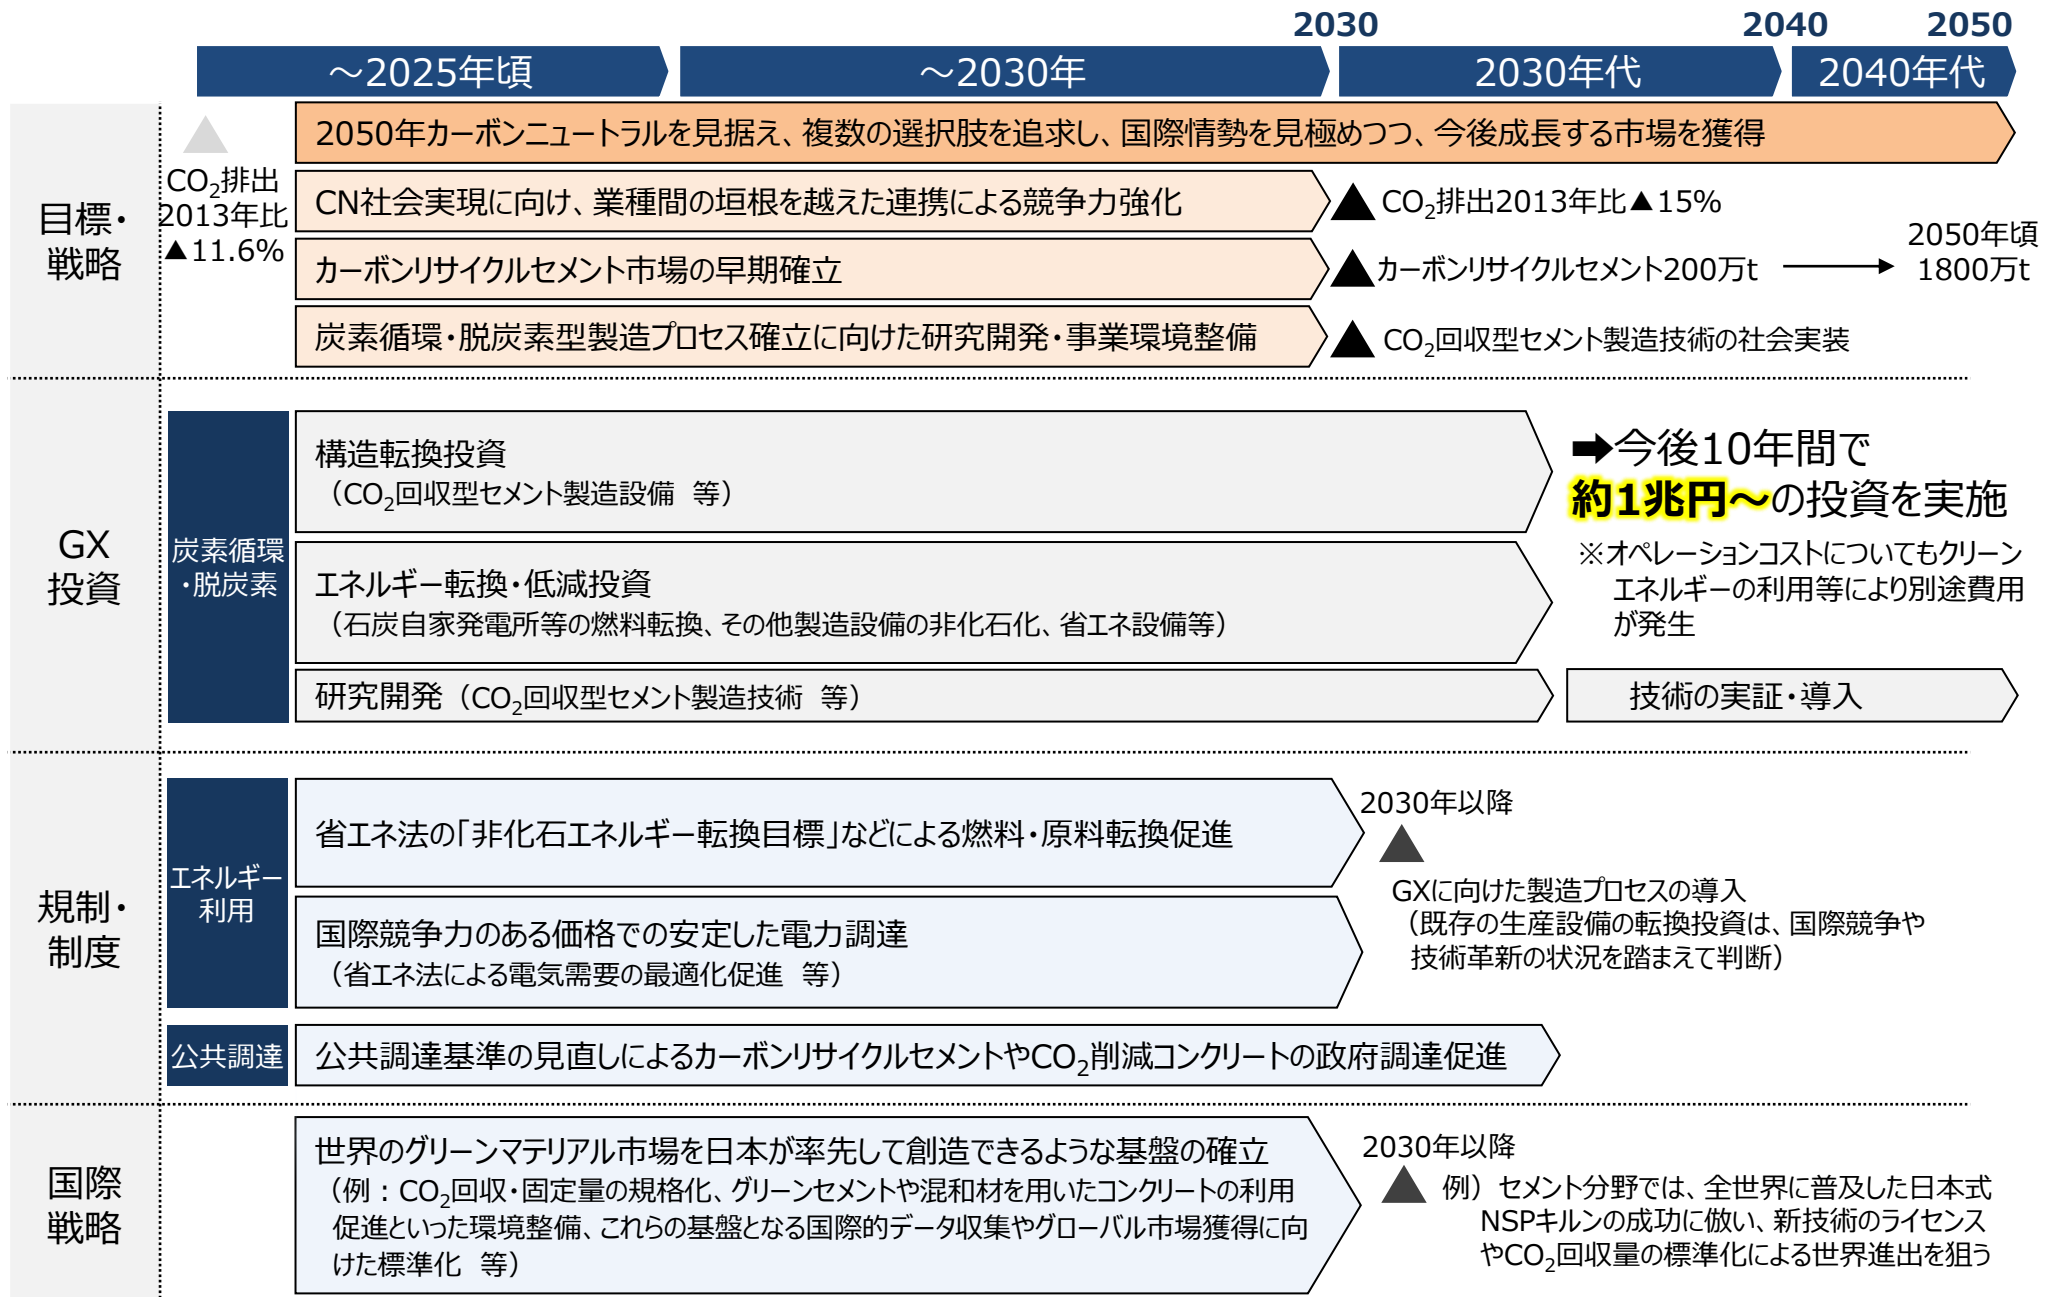 2030
2040
2050
～2025年頃
～2030年
2030年代
2040年代
目標・
戦略
CO₂排出
2013年比
▲11.6%
2050年カーボンニュートラルを見据え、複数の選択肢を追求し、国際情勢を見極めつつ、今後成長する市場を獲得
CN社会実現に向け、業種間の垣根を越えた連携による競争力強化
CO₂排出2013年比▲15%
カーボンリサイクルセメント市場の早期確立
カーボンリサイクルセメント200万t
2050年頃
1800万t
炭素循環・脱炭素型製造プロセス確立に向けた研究開発・事業環境整備
CO₂回収型セメント製造技術の社会実装
GX
投資
炭素循環
・脱炭素
構造転換投資
（CO₂回収型セメント製造設備　等）
エネルギー転換・低減投資
（石炭自家発電所等の燃料転換、その他製造設備の非化石化、省エネ設備等）
研究開発（CO₂回収型セメント製造技術　等）
技術の実証・導入
➡今後10年間で
約1兆円～の投資を実施
※オペレーションコストについてもクリーン
エネルギーの利用等により別途費用
が発生
規制・
制度
エネルギー
利用
省エネ法の「非化石エネルギー転換目標」などによる燃料・原料転換促進
国際競争力のある価格での安定した電力調達
（省エネ法による電気需要の最適化促進　等）
2030年以降
GXに向けた製造プロセスの導入
（既存の生産設備の転換投資は、国際競争や
技術革新の状況を踏まえて判断）
公共調達
公共調達基準の見直しによるカーボンリサイクルセメントやCO₂削減コンクリートの政府調達促進
国際
戦略
世界のグリーンマテリアル市場を日本が率先して創造できるような基盤の確立
（例：CO₂回収・固定量の規格化、グリーンセメントや混和材を用いたコンクリートの利用
促進といった環境整備、これらの基盤となる国際的データ収集やグローバル市場獲得に向
けた標準化　等）
2030年以降
例）セメント分野では、全世界に普及した日本式
NSPキルンの成功に倣い、新技術のライセンス
やCO₂回収量の標準化による世界進出を狙う